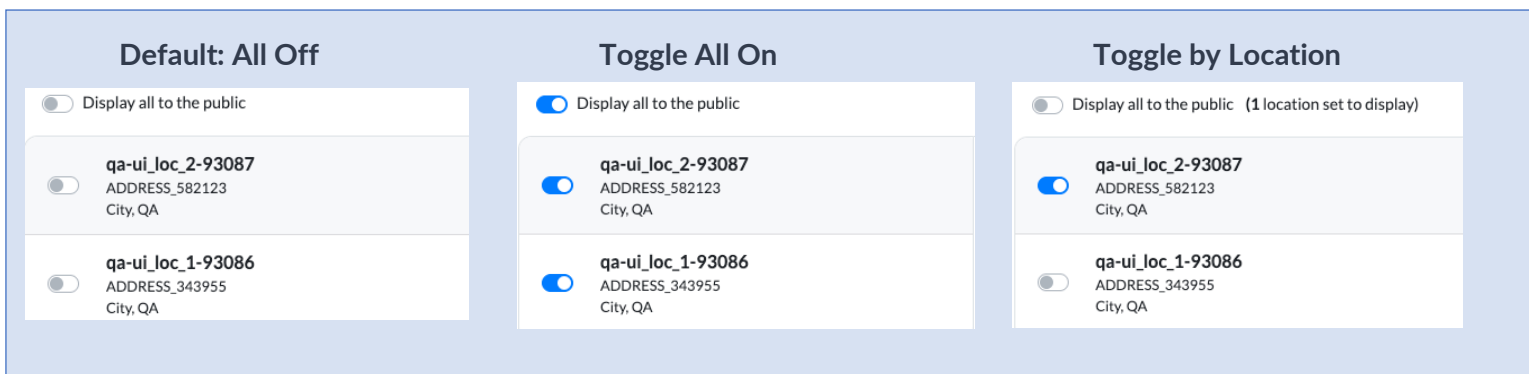 Default: All Off
Display all to the public
qa-ui_loc_2-93087
ADDRESS_582123
City, QA
qa-ui_loc_1-93086
ADDRESS_343955
City, QA
Toggle All On
Display all to the public
qa-ui_loc_2-93087
ADDRESS_582123
City, QA
qa-ui_loc_1-93086
ADDRESS_343955
City, QA
Toggle by Location
Display all to the public (1 location set to display)
qa-ui_loc_2-93087
ADDRESS_582123
City, QA
qa-ui_loc_1-93086
ADDRESS_343955
City, QA